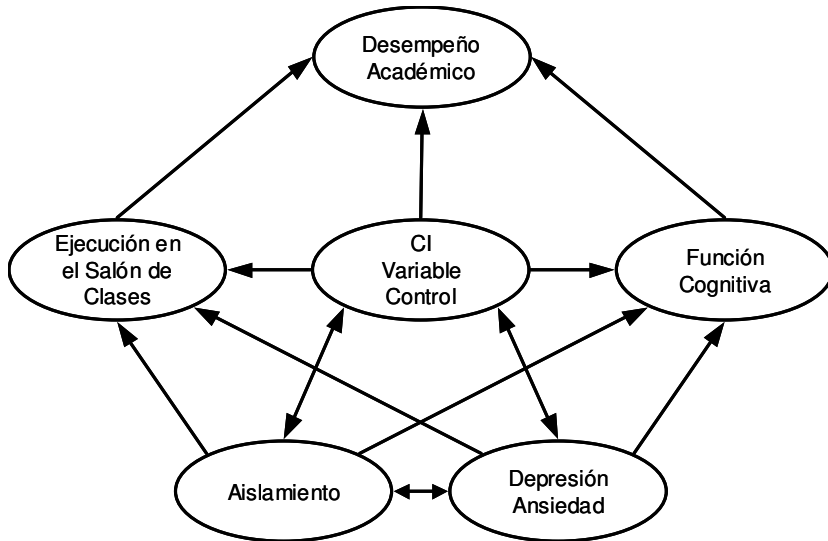 Desempeño
Académico
Ejecución en
el Salón de
Clases
CI
Variable
Control
Función
Cognitiva
Aislamiento
Depresión
Ansiedad